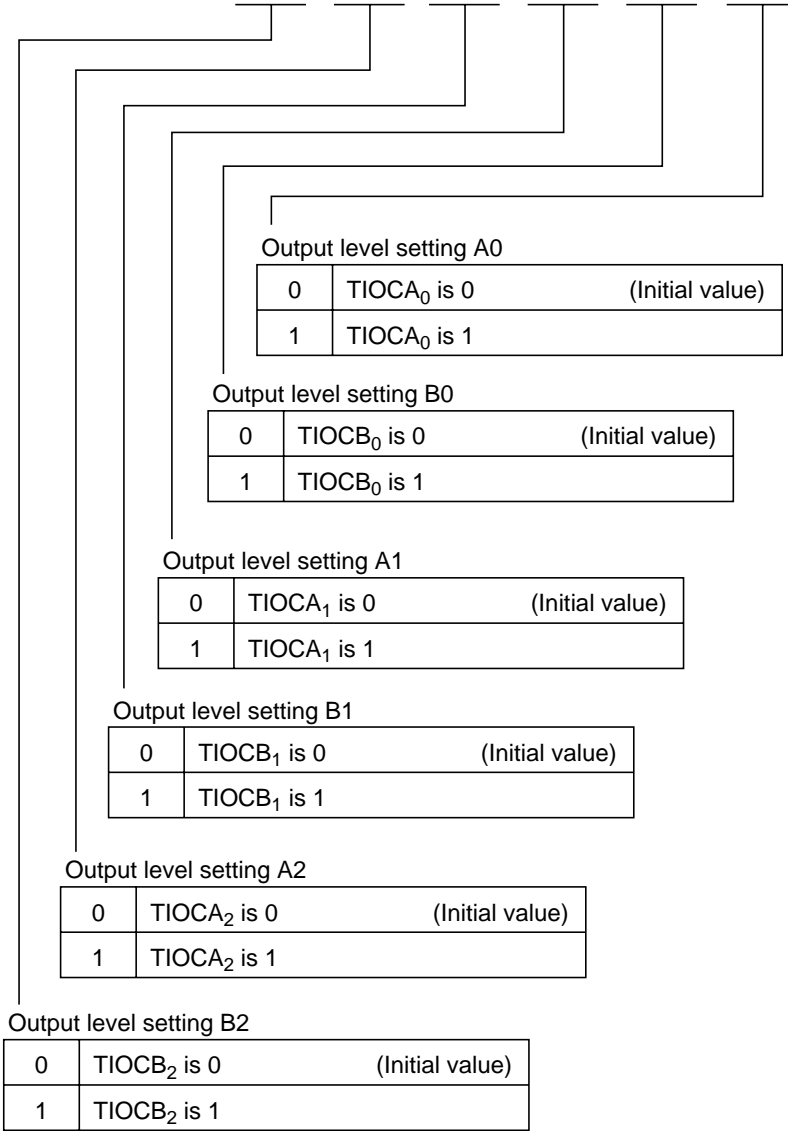 Output level setting A0
0 TIOCA₀ is 0 (Initial value)
1 TIOCA₀ is 1
Output level setting B0
0 TIOCB₀ is 0 (Initial value)
1 TIOCB₀ is 1
Output level setting A1
0 TIOCA₁ is 0 (Initial value)
1 TIOCA₁ is 1
Output level setting B1
0 TIOCB₁ is 0 (Initial value)
1 TIOCB₁ is 1
Output level setting A2
0 TIOCA₂ is 0 (Initial value)
1 TIOCA₂ is 1
Output level setting B2
0 TIOCB₂ is 0 (Initial value)
1 TIOCB₂ is 1